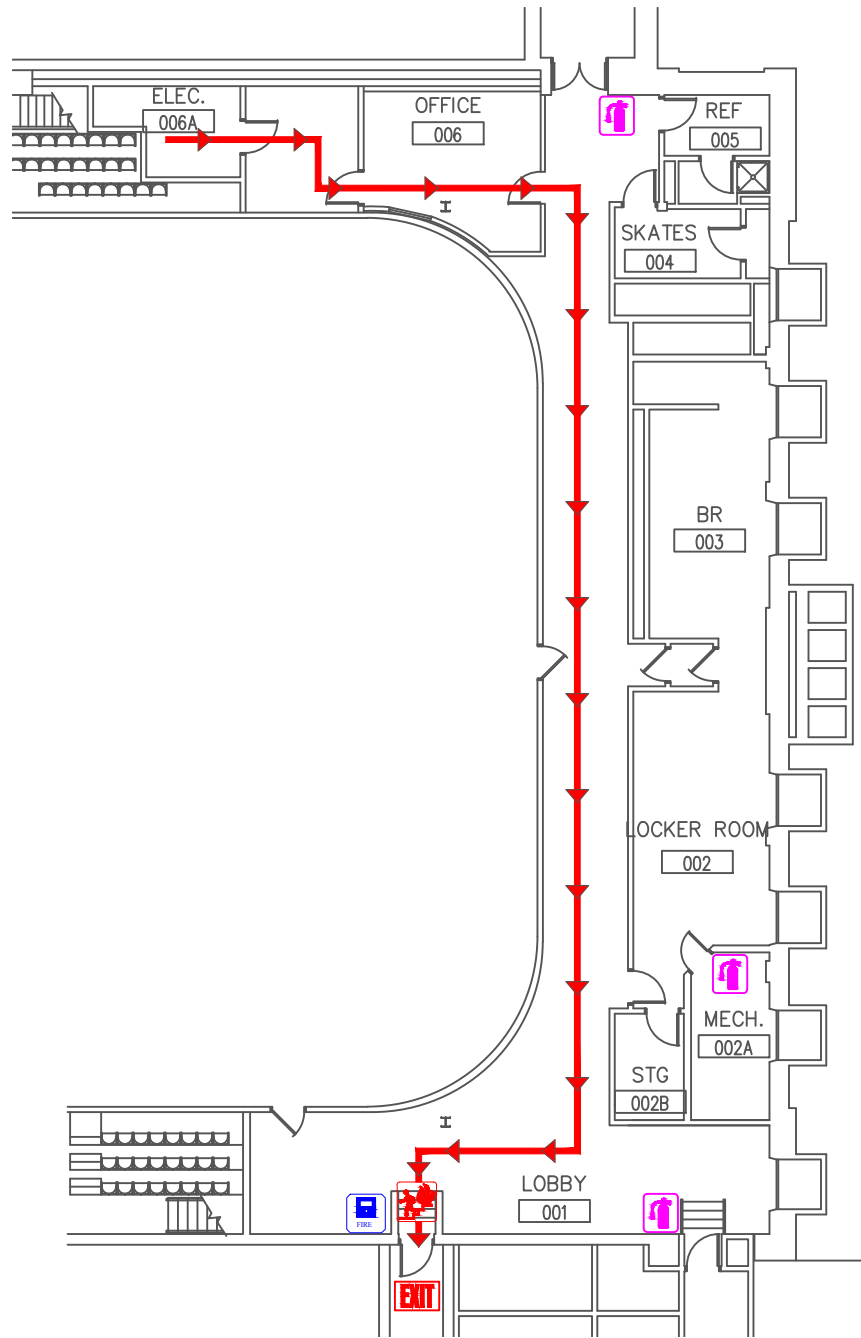 ELEC.
006A
OFFICE
006
REF
005
SKATES
004
BR
003
LOCKER ROOM
002
MECH.
002A
STG
002B
LOBBY
001
FIRE
EXIT